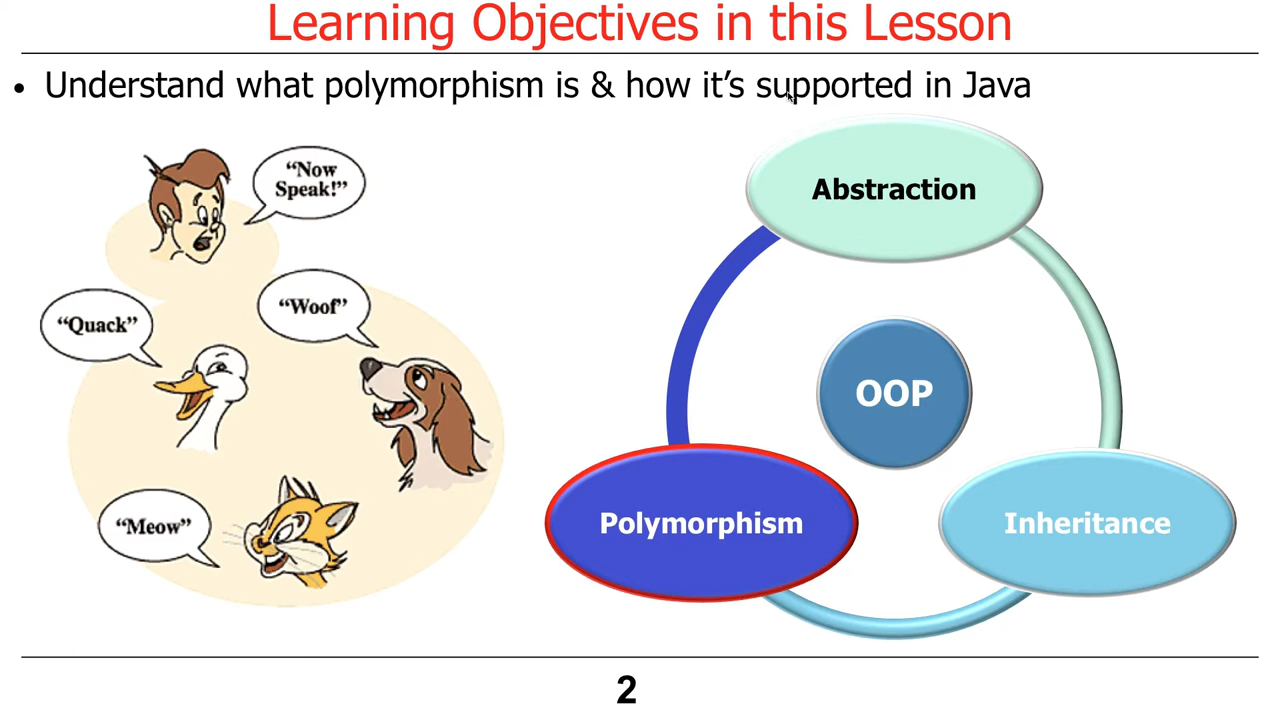 Learning Objectives in this Lesson
• Understand what polymorphism is & how it’s supported in Java
“Now
Speak!”
“Quack”
“Woof”
“Meow”
Abstraction
OOP
Polymorphism
Inheritance
2